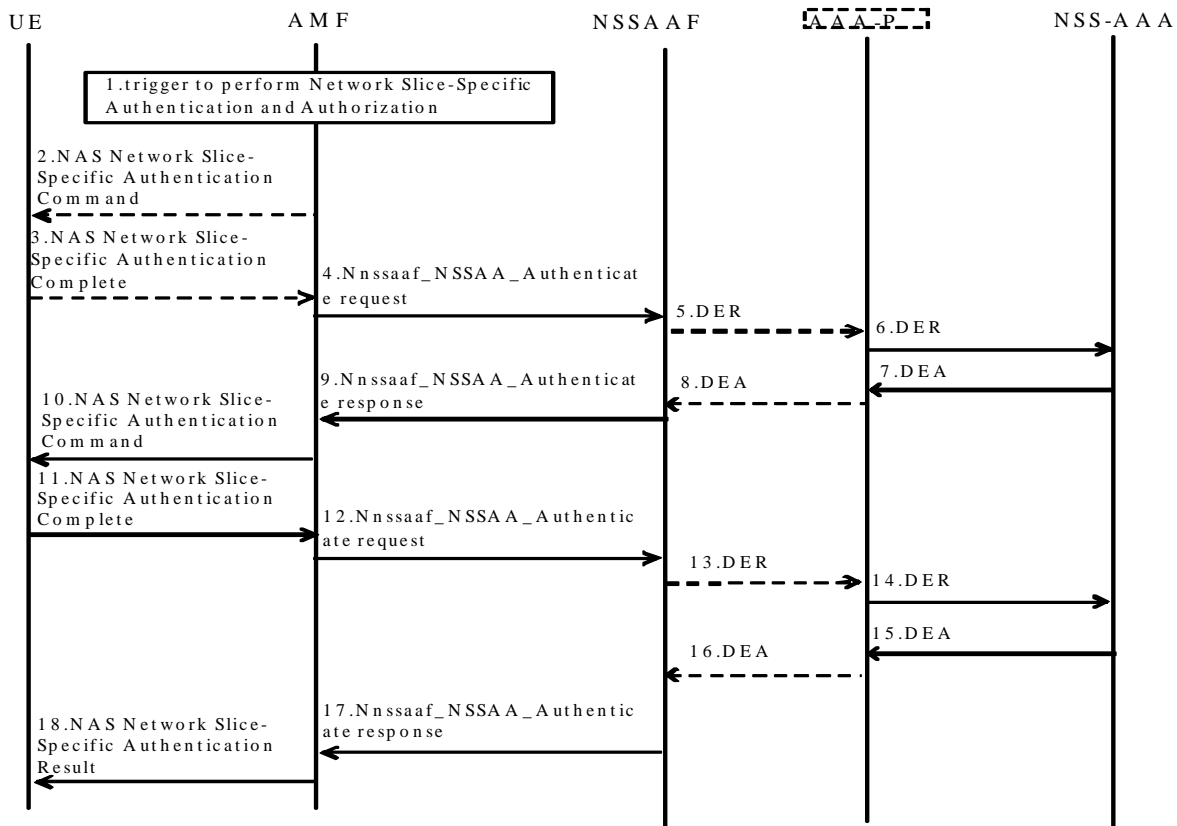 UE AMF NSSAAF AAA-P NSS-AAA
1.trigger to perform Network Slice-Specific
Authentication and Authorization
2.NAS Network Slice-
Specific Authentication
Command
3.NAS Network Slice-
Specific Authentication
Complete
4.Nnssaaf_NSSAA_Authenticat
e request
5.DER
6.DER
7.DEA
8.DEA
9.Nnssaaf_NSSAA_Authenticat
e response
10.NAS Network Slice-
Specific Authentication
Command
11.NAS Network Slice-
Specific Authentication
Complete
12.Nnssaaf_NSSAA_Authentic
ate request
13.DER
14.DER
15.DEA
16.DEA
17.Nnssaaf_NSSAA_Authentic
ate response
18.NAS Network Slice-
Specific Authentication
Result